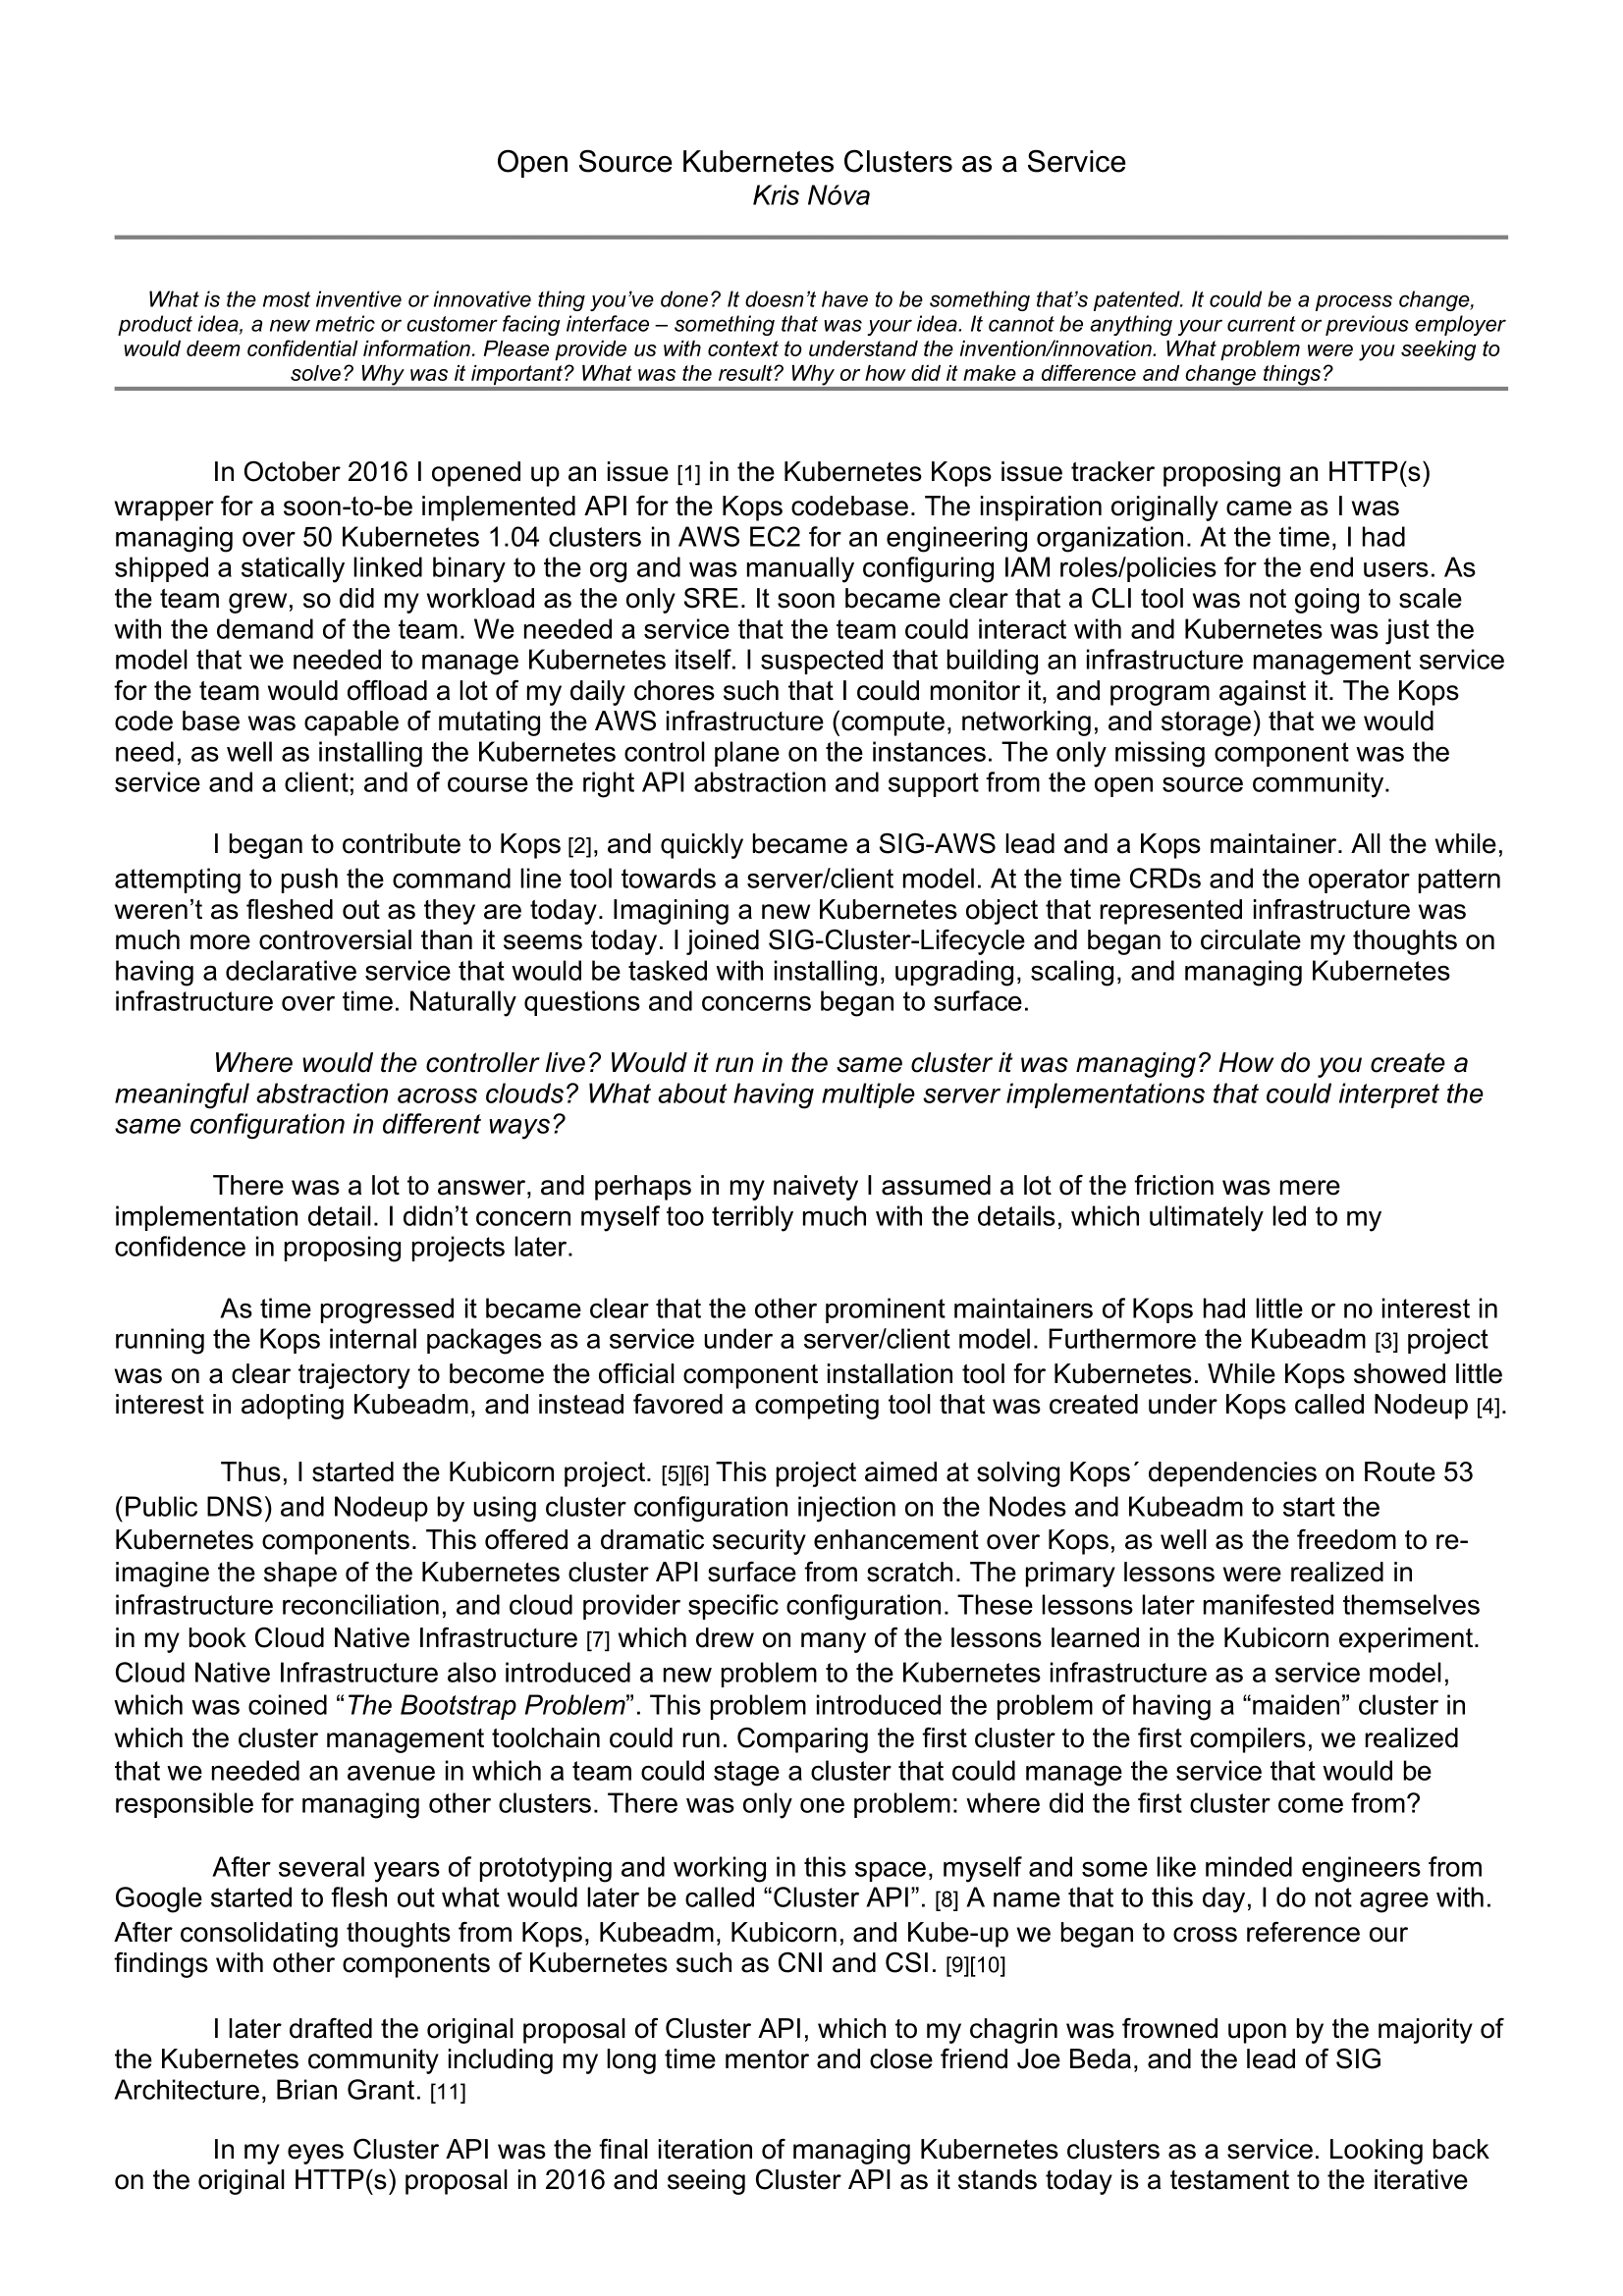 Open Source Kubernetes Clusters as a Service
Kris Nóva
What is the most inventive or innovative thing you’ve done? It doesn’t have to be something that’s patented. It could be a process change,
product idea, a new metric or customer facing interface – something that was your idea. It cannot be anything your current or previous employer
would deem confidential information. Please provide us with context to understand the invention/innovation. What problem were you seeking to
solve? Why was it important? What was the result? Why or how did it make a difference and change things?
In October 2016 I opened up an issue [1] in the Kubernetes Kops issue tracker proposing an HTTP(s)
wrapper for a soon-to-be implemented API for the Kops codebase. The inspiration originally came as I was
managing over 50 Kubernetes 1.04 clusters in AWS EC2 for an engineering organization. At the time, I had
shipped a statically linked binary to the org and was manually configuring IAM roles/policies for the end users. As
the team grew, so did my workload as the only SRE. It soon became clear that a CLI tool was not going to scale
with the demand of the team. We needed a service that the team could interact with and Kubernetes was just the
model that we needed to manage Kubernetes itself. I suspected that building an infrastructure management service
for the team would offload a lot of my daily chores such that I could monitor it, and program against it. The Kops
code base was capable of mutating the AWS infrastructure (compute, networking, and storage) that we would
need, as well as installing the Kubernetes control plane on the instances. The only missing component was the
service and a client; and of course the right API abstraction and support from the open source community.
I began to contribute to Kops [2], and quickly became a SIG-AWS lead and a Kops maintainer. All the while,
attempting to push the command line tool towards a server/client model. At the time CRDs and the operator pattern
weren’t as fleshed out as they are today. Imagining a new Kubernetes object that represented infrastructure was
much more controversial than it seems today. I joined SIG-Cluster-Lifecycle and began to circulate my thoughts on
having a declarative service that would be tasked with installing, upgrading, scaling, and managing Kubernetes
infrastructure over time. Naturally questions and concerns began to surface.
Where would the controller live? Would it run in the same cluster it was managing? How do you create a
meaningful abstraction across clouds? What about having multiple server implementations that could interpret the
same configuration in different ways?
There was a lot to answer, and perhaps in my naivety I assumed a lot of the friction was mere
implementation detail. I didn’t concern myself too terribly much with the details, which ultimately led to my
confidence in proposing projects later.
As time progressed it became clear that the other prominent maintainers of Kops had little or no interest in
running the Kops internal packages as a service under a server/client model. Furthermore the Kubeadm [3] project
was on a clear trajectory to become the official component installation tool for Kubernetes. While Kops showed little
interest in adopting Kubeadm, and instead favored a competing tool that was created under Kops called Nodeup [4].
Thus, I started the Kubicorn project. [5][6] This project aimed at solving Kops´ dependencies on Route 53
(Public DNS) and Nodeup by using cluster configuration injection on the Nodes and Kubeadm to start the
Kubernetes components. This offered a dramatic security enhancement over Kops, as well as the freedom to re-
imagine the shape of the Kubernetes cluster API surface from scratch. The primary lessons were realized in
infrastructure reconciliation, and cloud provider specific configuration. These lessons later manifested themselves
in my book Cloud Native Infrastructure [7] which drew on many of the lessons learned in the Kubicorn experiment.
Cloud Native Infrastructure also introduced a new problem to the Kubernetes infrastructure as a service model,
which was coined “The Bootstrap Problem”. This problem introduced the problem of having a “maiden” cluster in
which the cluster management toolchain could run. Comparing the first cluster to the first compilers, we realized
that we needed an avenue in which a team could stage a cluster that could manage the service that would be
responsible for managing other clusters. There was only one problem: where did the first cluster come from?
After several years of prototyping and working in this space, myself and some like minded engineers from
Google started to flesh out what would later be called “Cluster API”. [8] A name that to this day, I do not agree with.
After consolidating thoughts from Kops, Kubeadm, Kubicorn, and Kube-up we began to cross reference our
findings with other components of Kubernetes such as CNI and CSI. [9][10]
I later drafted the original proposal of Cluster API, which to my chagrin was frowned upon by the majority of
the Kubernetes community including my long time mentor and close friend Joe Beda, and the lead of SIG
Architecture, Brian Grant. [11]
In my eyes Cluster API was the final iteration of managing Kubernetes clusters as a service. Looking back
on the original HTTP(s) proposal in 2016 and seeing Cluster API as it stands today is a testament to the iterative